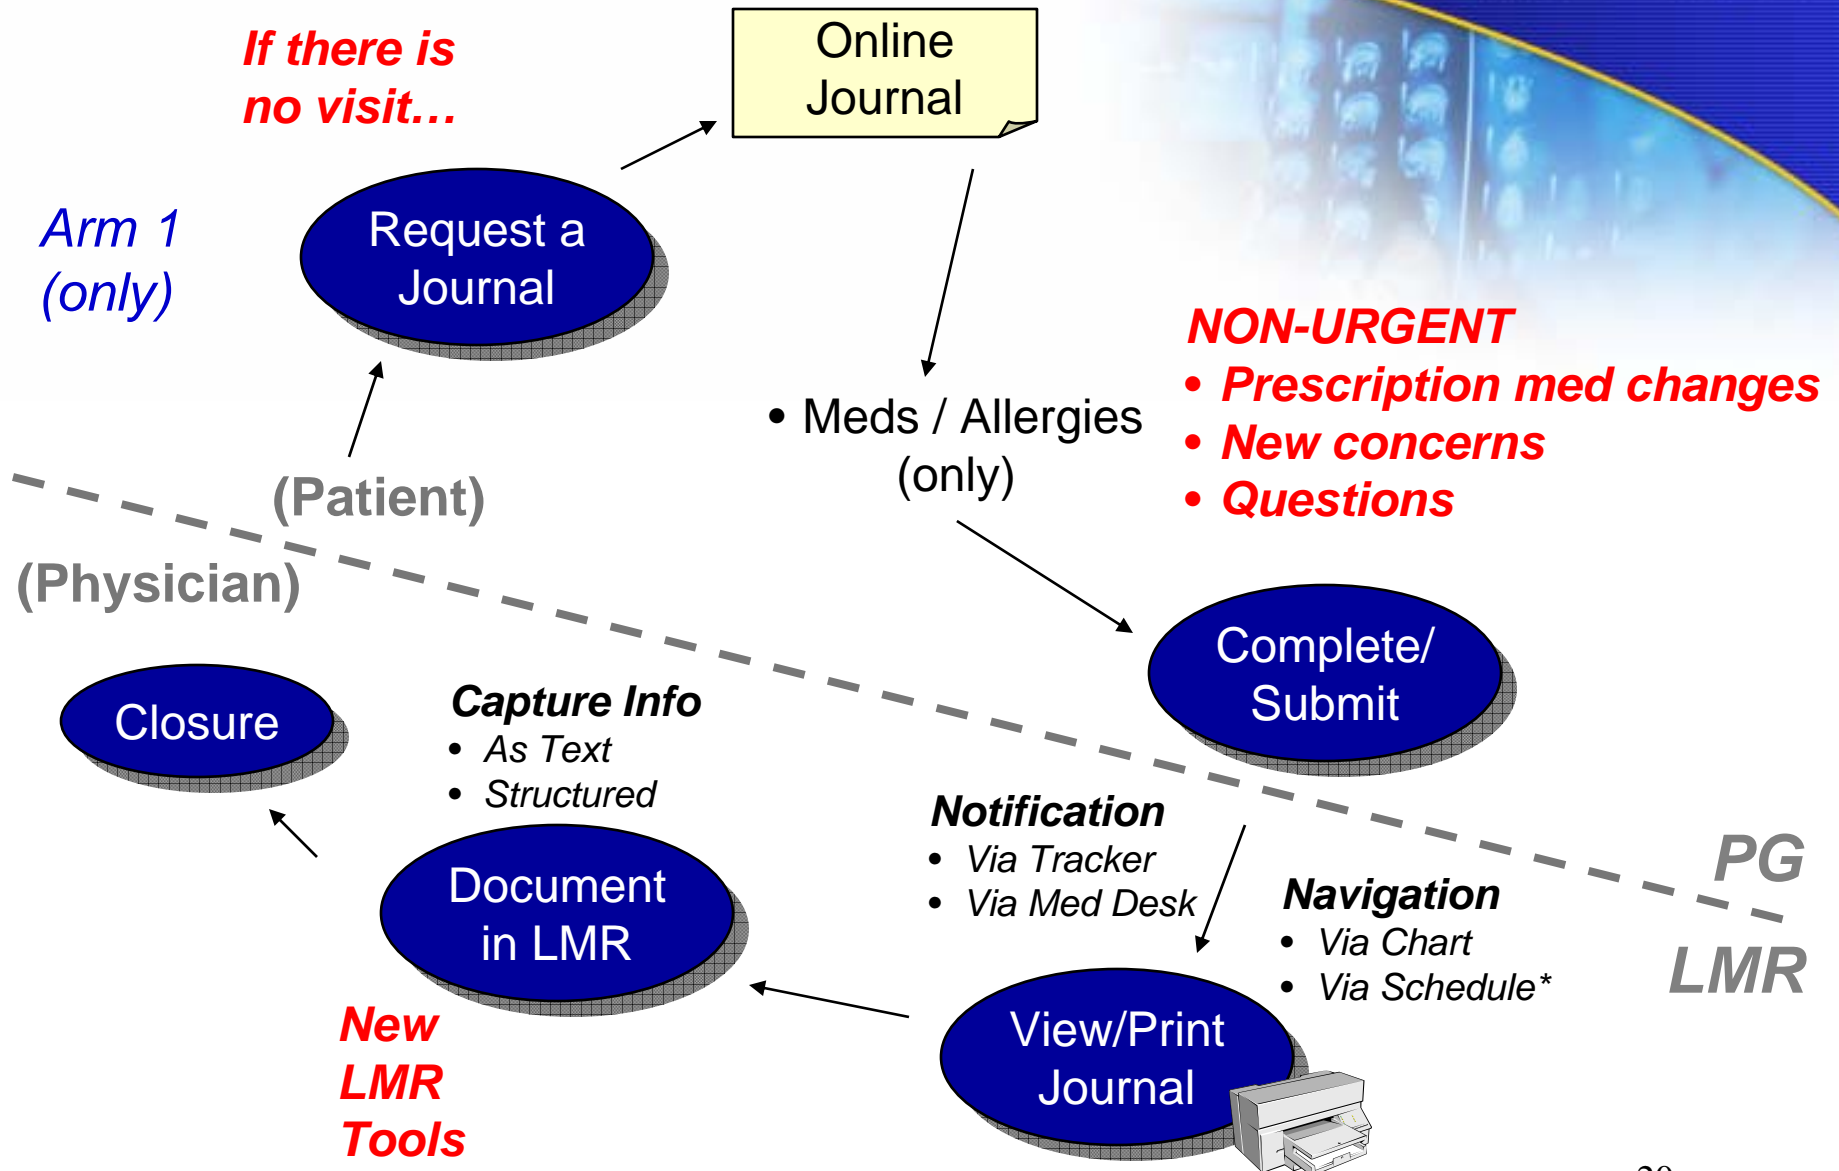 If there is
no visit…
Online
Journal
Arm 1
(only)
Request a
Journal
NON-URGENT
• Prescription med changes
• New concerns
• Questions
• Meds / Allergies
(only)
(Patient)
(Physician)
Complete/
Submit
Closure
Capture Info
• As Text
• Structured
Notification
• Via Tracker
• Via Med Desk
PG
LMR
Navigation
• Via Chart
• Via Schedule*
Document
in LMR
View/Print
Journal
New
LMR
Tools